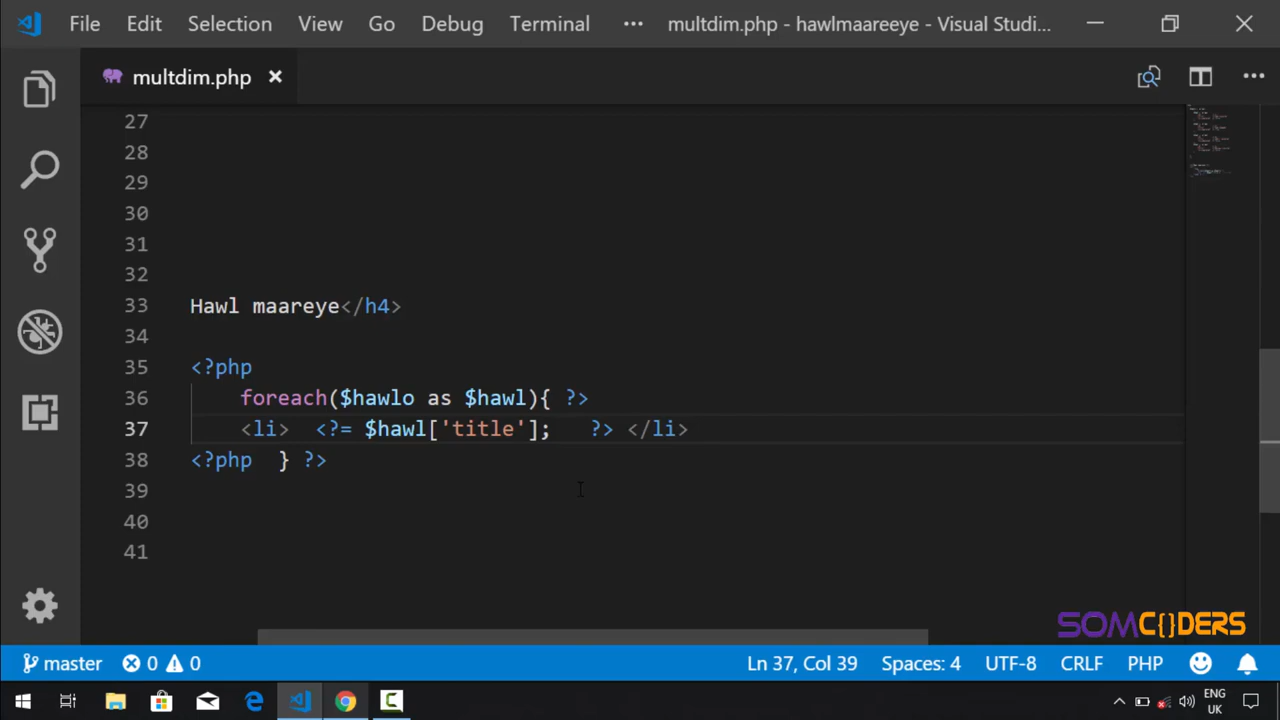 File Edit Selection View Go Debug Terminal ••• multdim.php - hawlmaareeye - Visual Studi...
multdim.php
27
28
29
30
31
32
33 Hawl maareye</h4>
34
35 <?php
36 foreach($hawlo as $hawl){ ?>
37 <li> <?= $hawl['title']; ?> </li>
38 <?php } ?>
39
40
41
SOMC{}DERS
master 0 0 Ln 37, Col 39 Spaces: 4 UTF-8 CRLF PHP
ENG
UK